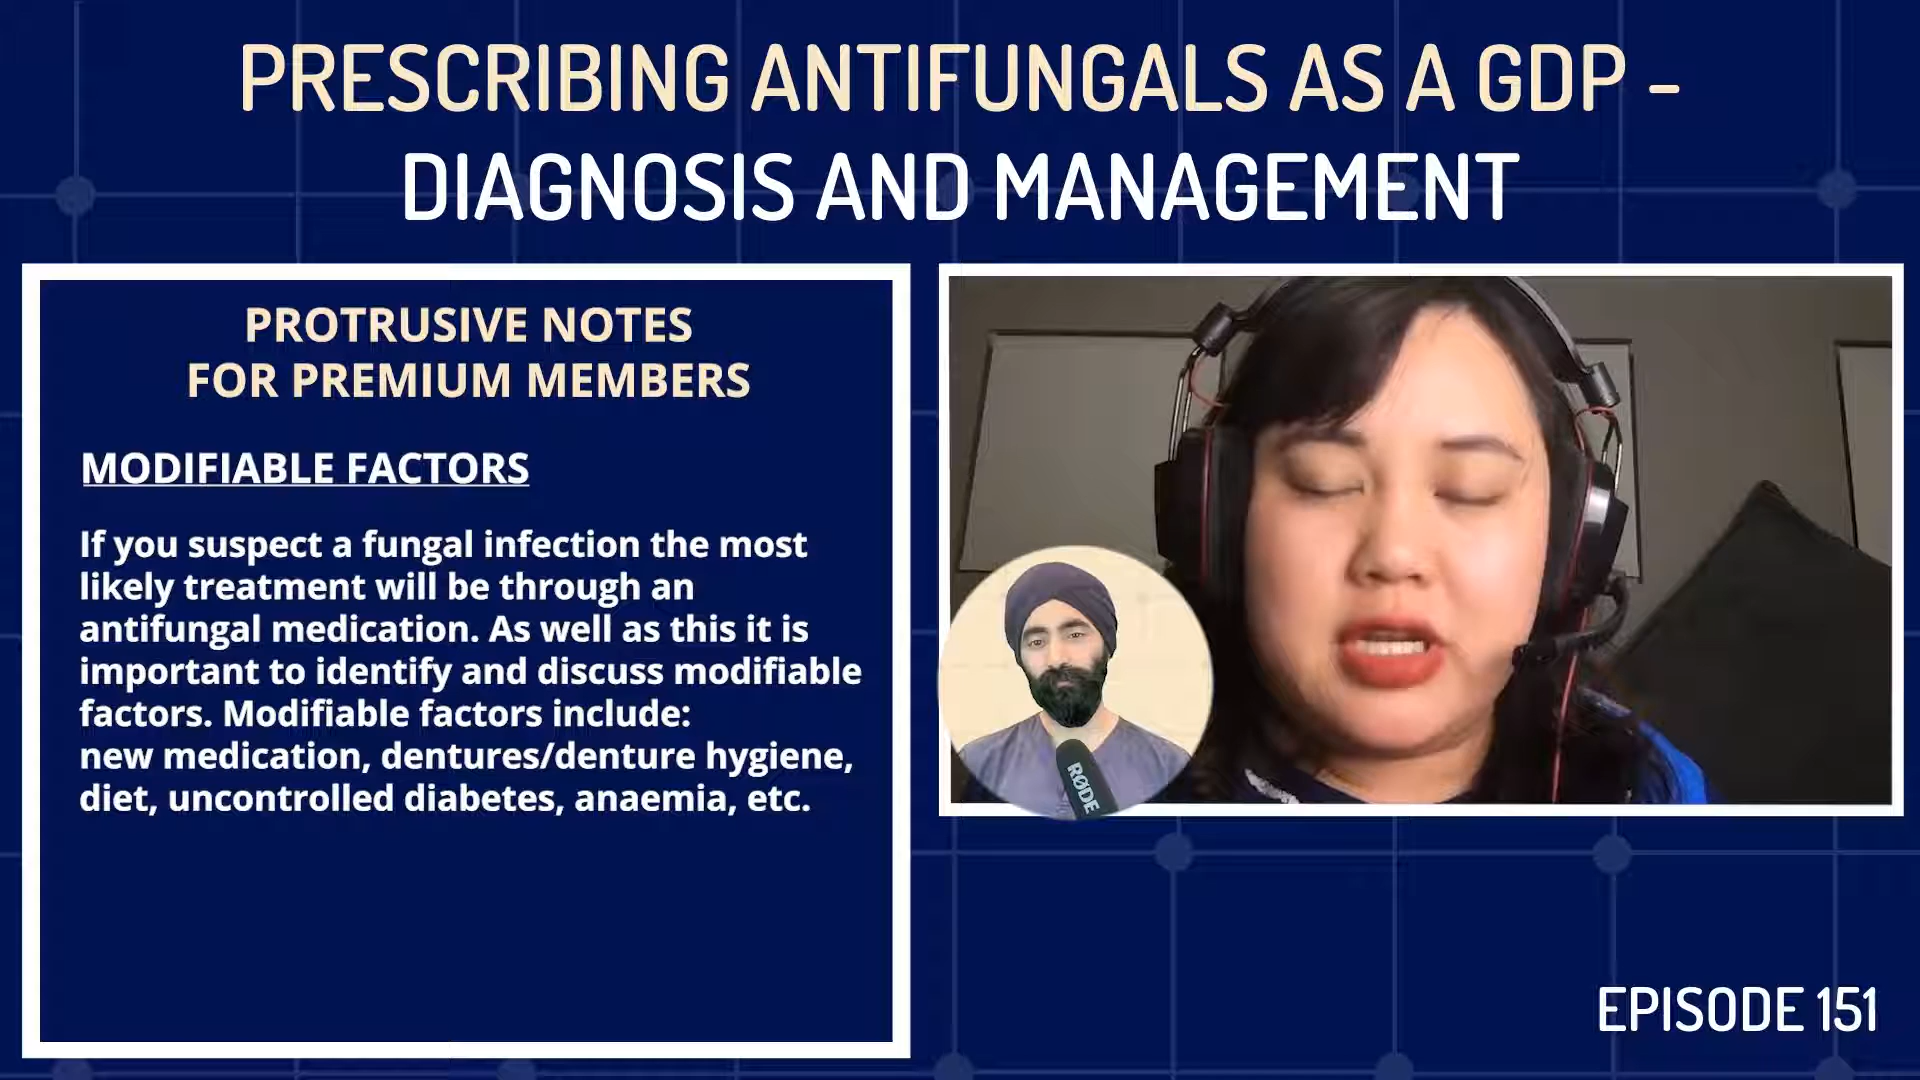 PRESCRIBING ANTIFUNGALS AS A GDP –
DIAGNOSIS AND MANAGEMENT
PROTRUSIVE NOTES
FOR PREMIUM MEMBERS
MODIFIABLE FACTORS
If you suspect a fungal infection the most
likely treatment will be through an
antifungal medication. As well as this it is
important to identify and discuss modifiable
factors. Modifiable factors include:
new medication, dentures/denture hygiene,
diet, uncontrolled diabetes, anaemia, etc.
RØDE
EPISODE 151